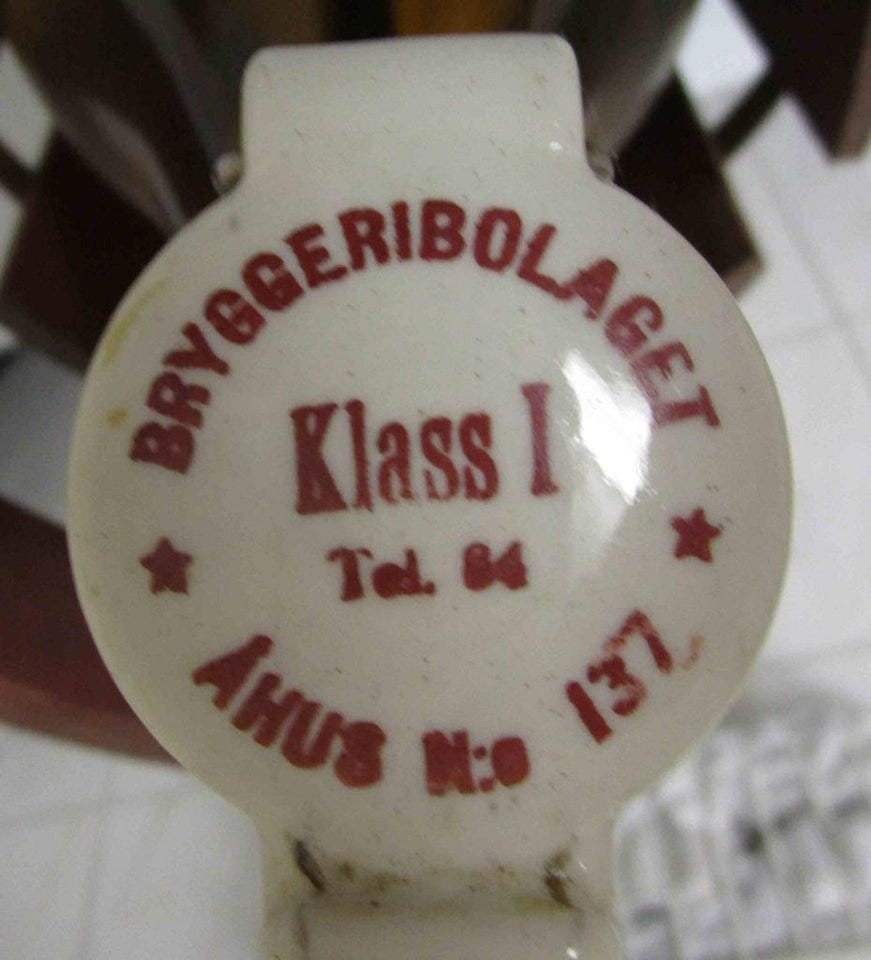 BRYGGERIBOLAGET
Klass I
Tel. 64
ÅHUS N:o 137